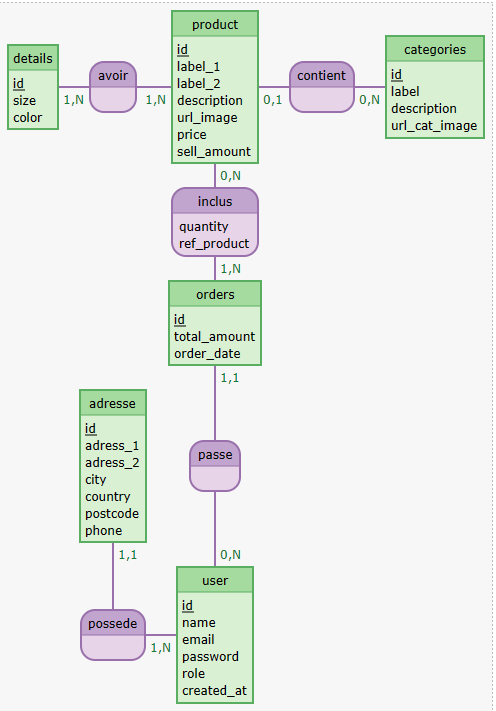 product
id
label_1
label_2
description
url_image
price
sell_amount
details
id
size
color
1,N
avoir
1,N
0,1
contient
0,N
categories
id
label
description
url_cat_image
0,N
inclus
quantity
ref_product
1,N
orders
id
total_amount
order_date
1,1
adresse
id
adress_1
adress_2
city
country
postcode
phone
1,1
passe
0,N
possede
1,N
user
id
name
email
password
role
created_at